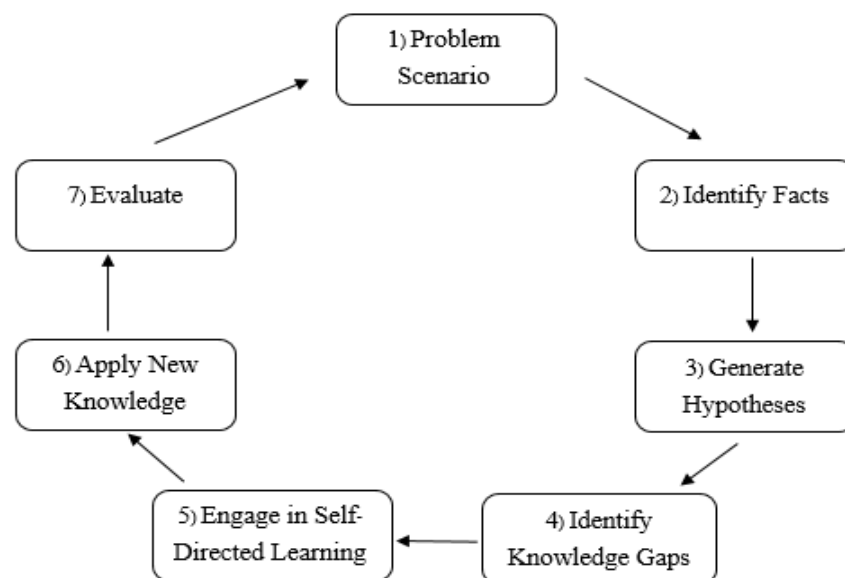 1) Problem
Scenario
2) Identify Facts
3) Generate
Hypotheses
4) Identify
Knowledge Gaps
5) Engage in Self-
Directed Learning
6) Apply New
Knowledge
7) Evaluate